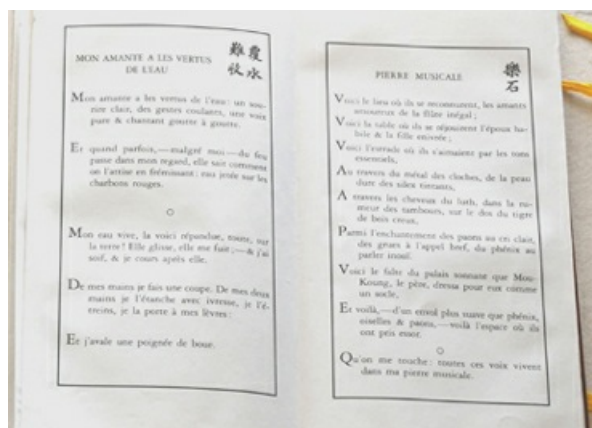 覆水
難收
MON AMANTE A LES VERTUS
DE L'EAU
Mon amante a les vertus de l'eau : un sou-
rire clair, des gestes coulants, une voix
pure & chantant goutte à goutte.
Et quand parfois,—malgré moi—du feu
passe dans mon regard, elle sait comment
on l'attise en frémissant : eau jetée sur les
charbons rouges.
○
Mon eau vive, la voici répandue, toute, sur
la terre ! Elle glisse, elle me fuit ;—& j'ai
soif, & je cours après elle.
De mes mains je fais une coupe. De mes deux
mains je l'étanche avec ivresse, je l'é-
treins, je la porte à mes lèvres :
Et j'avale une poignée de boue.
樂石
PIERRE MUSICALE
Voici le lieu où ils se reconnurent, les amants
amoureux de la flûte inégale ;
Voici la table où ils se réjouirent l'époux ha-
bile & la fille enivrée ;
Voici l'estrade où ils s'aimaient par les tons
essentiels,
Au travers du métal des cloches, de la peau
dure des silex tintants,
A travers les cheveux du luth, dans la ru-
meur des tambours, sur le dos du tigre
de bois creux,
Parmi l'enchantement des paons au cri clair,
des grues à l'appel bref, du phénix au
parler inouï.
Voici le faîte du palais sonnant que Mou-
Koung, le père, dressa pour eux comme
un socle,
Et voilà,—d'un envol plus suave que phénix,
oiselles & paons,—voilà l'espace où ils
ont pris essor.
○
Qu'on me touche : toutes ces voix vivent
dans ma pierre musicale.